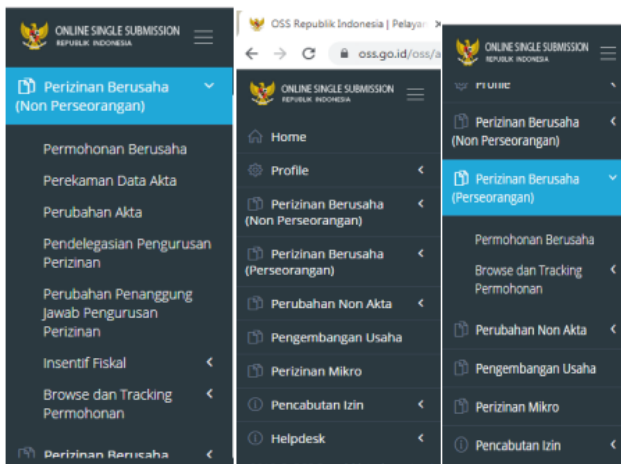 ONLINE SINGLE SUBMISSION
REPUBLIK INDONESIA
Perizinan Berusaha
(Non Perseorangan)
Permohonan Berusaha
Perekaman Data Akta
Perubahan Akta
Pendelegasian Pengurusan
Perizinan
Perubahan Penanggung
Jawab Pengurusan
Perizinan
Insentif Fiskal
Browse dan Tracking
Permohonan
Perizinan Berusaha
OSS Republik Indonesia | Pelayan
oss.go.id/oss/a
ONLINE SINGLE SUBMISSION
REPUBLIK INDONESIA
Home
Profile
Perizinan Berusaha
(Non Perseorangan)
Perizinan Berusaha
(Perseorangan)
Perubahan Non Akta
Pengembangan Usaha
Perizinan Mikro
Pencabutan Izin
Helpdesk
ONLINE SINGLE SUBMISSION
REPUBLIK INDONESIA
Profile
Perizinan Berusaha
(Non Perseorangan)
Perizinan Berusaha
(Perseorangan)
Permohonan Berusaha
Browse dan Tracking
Permohonan
Perubahan Non Akta
Pengembangan Usaha
Perizinan Mikro
Pencabutan Izin